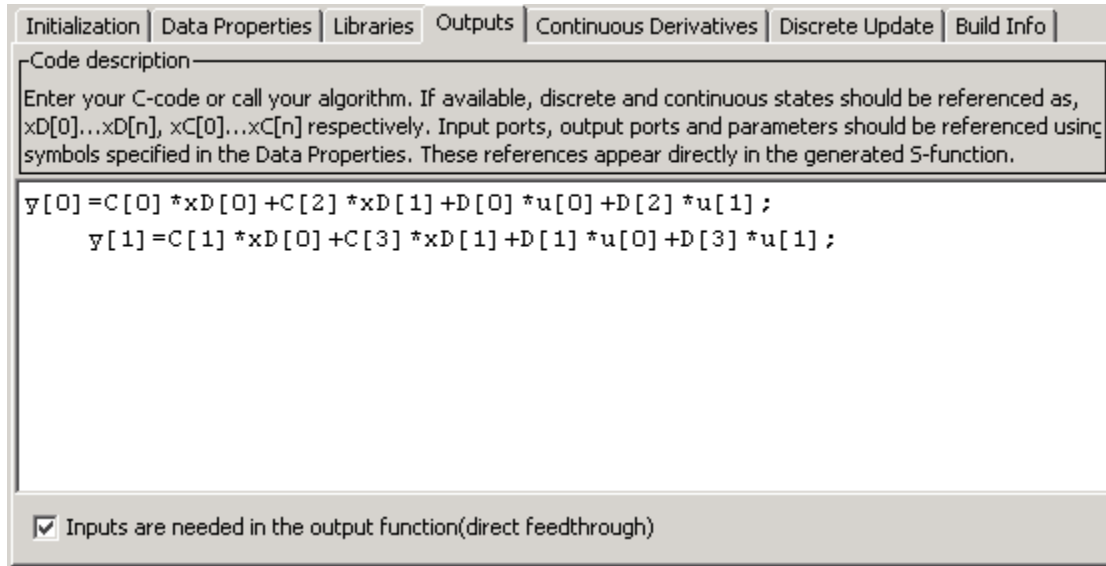 Initialization Data Properties Libraries Outputs Continuous Derivatives Discrete Update Build Info
Code description
Enter your C-code or call your algorithm. If available, discrete and continuous states should be referenced as,
xD[0]...xD[n], xC[0]...xC[n] respectively. Input ports, output ports and parameters should be referenced using
symbols specified in the Data Properties. These references appear directly in the generated S-function.
y[0]=C[0]*xD[0]+C[2]*xD[1]+D[0]*u[0]+D[2]*u[1];
y[1]=C[1]*xD[0]+C[3]*xD[1]+D[1]*u[0]+D[3]*u[1];
Inputs are needed in the output function(direct feedthrough)